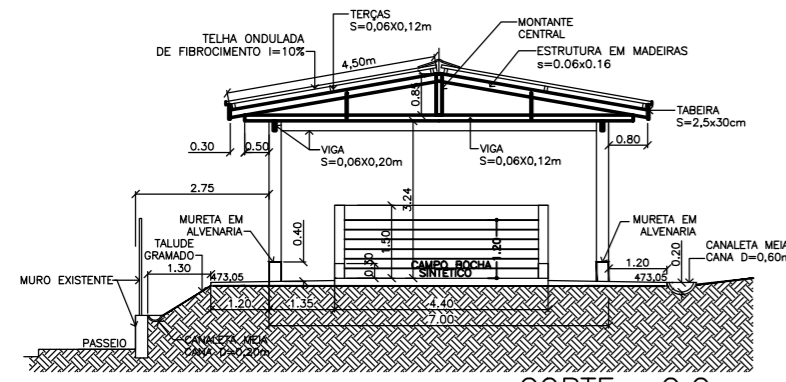 TERÇAS
S=0,06X0,12m
TELHA ONDULADA
DE FIBROCIMENTO I=10%
MONTANTE
CENTRAL
ESTRUTURA EM MADEIRAS
s=0.06x0.16
4,50m
0.85
TABEIRA
S=2,5x30cm
0.30
0.50
VIGA
S=0,06X0,20m
VIGA
S=0,06X0,12m
0.80
2.75
3.24
MURETA EM
ALVENARIA
0.40
1.50
1.20
MURETA EM
ALVENARIA
TALUDE
GRAMADO
1.30
0.30
CAMPO BOCHA
SINTÉTICO
1.20
0.20
CANALETA MEIA
CANA D=0,60m
MURO EXISTENTE
473,05
473,05
1.20
1.35
4.40
7.00
PASSEIO
CANALETA MEIA
CANA D=0,20m